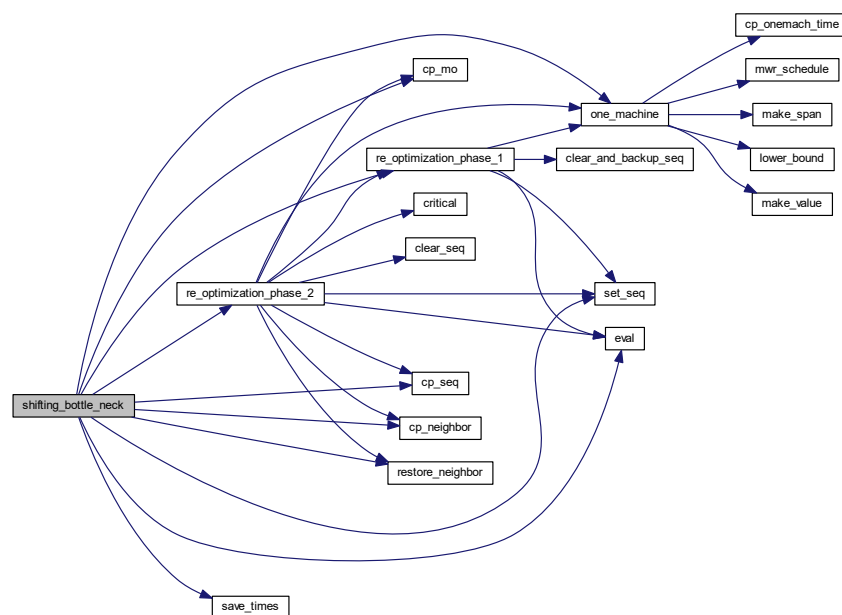 cp_onemach_time
cp_mo
mwr_schedule
one_machine
make_span
re_optimization_phase_1
clear_and_backup_seq
lower_bound
make_value
critical
clear_seq
re_optimization_phase_2
set_seq
eval
cp_seq
shifting_bottle_neck
cp_neighbor
restore_neighbor
save_times